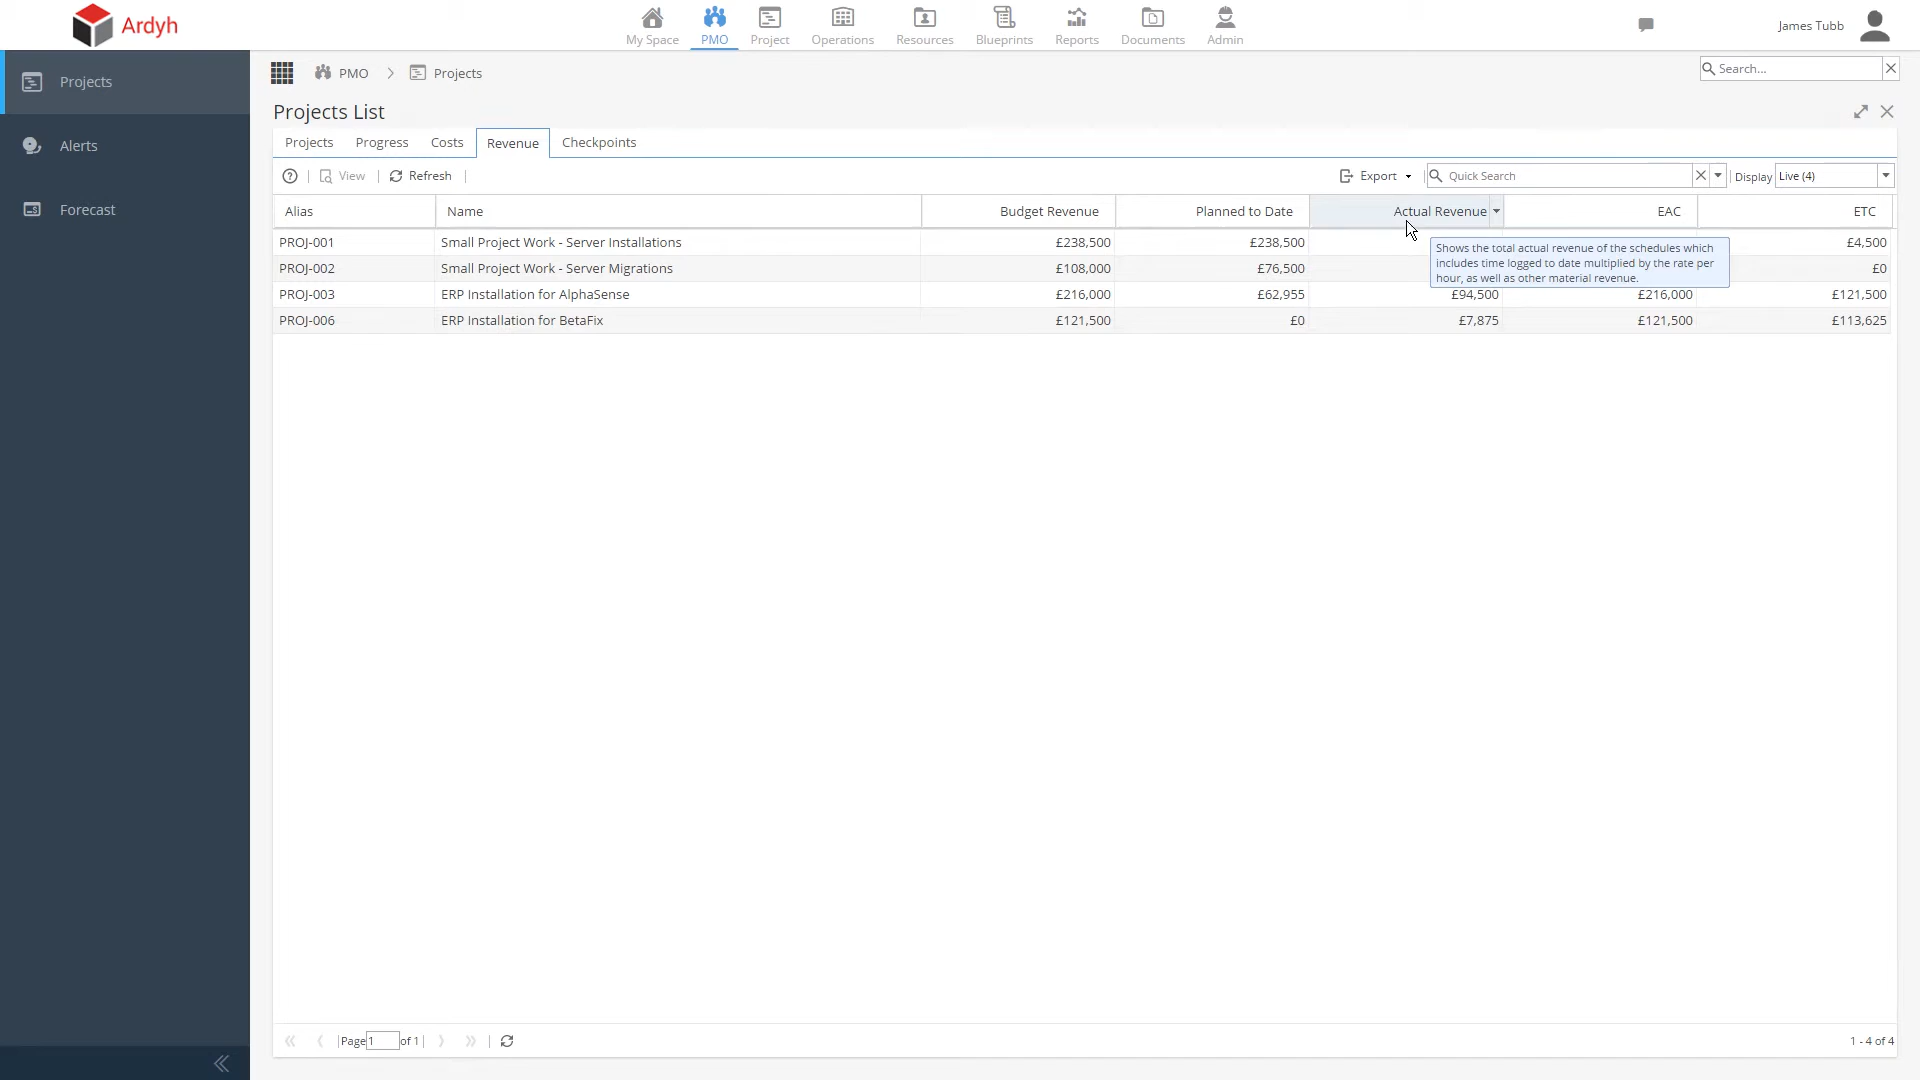 Ardyh
My Space
PMO
Project
Operations
Resources
Blueprints
Reports
Documents
Admin
James Tubb
Projects
Alerts
Forecast
PMO
Projects
Search...
Projects List
Projects
Progress
Costs
Revenue
Checkpoints
View
Refresh
Export
Quick Search
Display
Live (4)
Alias Name Budget Revenue Planned to Date Actual Revenue EAC ETC
PROJ-001 Small Project Work - Server Installations £238,500 £238,500 £4,500
PROJ-002 Small Project Work - Server Migrations £108,000 £76,500 £0
PROJ-003 ERP Installation for AlphaSense £216,000 £62,955 £94,500 £216,000 £121,500
PROJ-006 ERP Installation for BetaFix £121,500 £0 £7,875 £121,500 £113,625
Shows the total actual revenue of the schedules which
includes time logged to date multiplied by the rate per
hour, as well as other material revenue.
Page 1 of 1
1 - 4 of 4